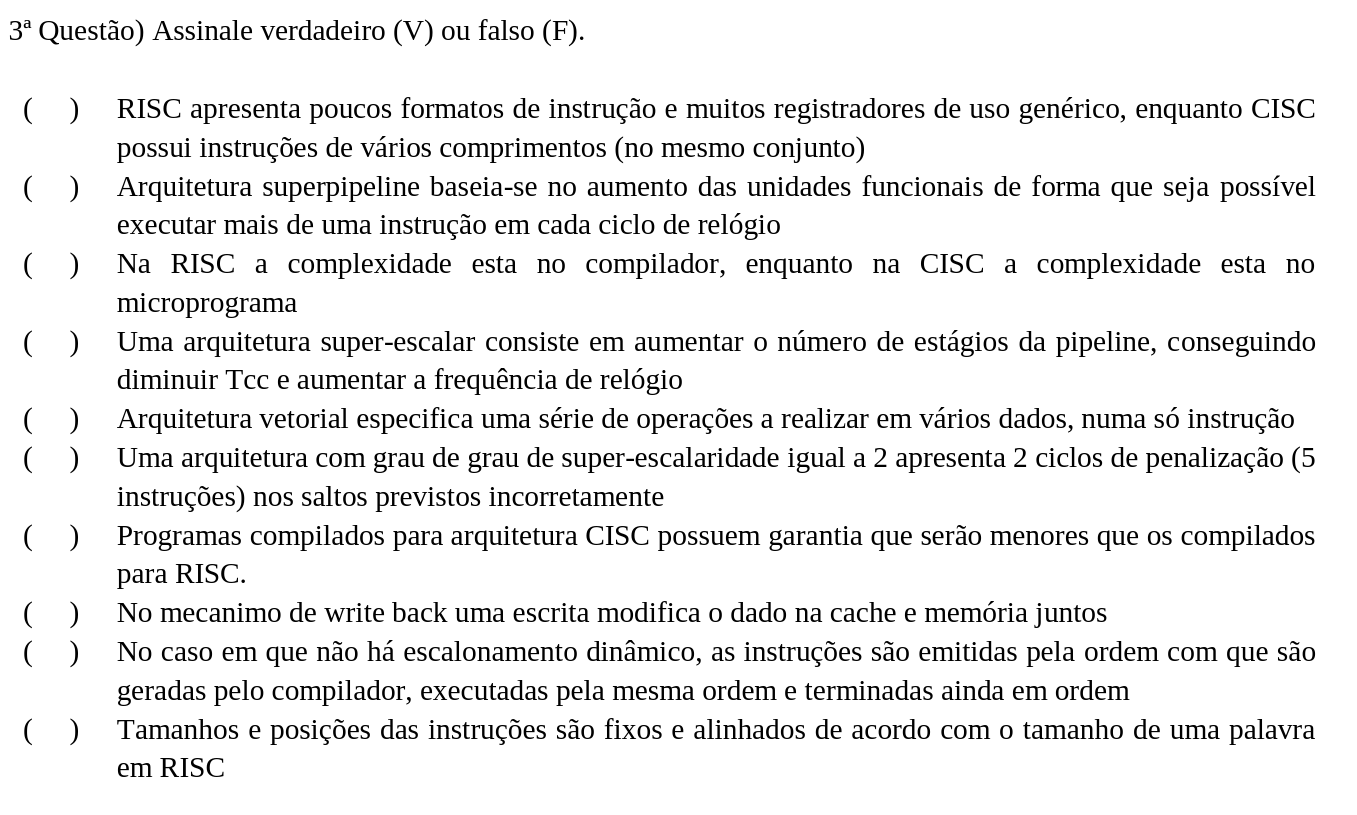 3ª Questão) Assinale verdadeiro (V) ou falso (F).
( ) RISC apresenta poucos formatos de instrução e muitos registradores de uso genérico, enquanto CISC
possui instruções de vários comprimentos (no mesmo conjunto)
( ) Arquitetura superpipeline baseia-se no aumento das unidades funcionais de forma que seja possível
executar mais de uma instrução em cada ciclo de relógio
( ) Na RISC a complexidade esta no compilador, enquanto na CISC a complexidade esta no
microprograma
( ) Uma arquitetura super-escalar consiste em aumentar o número de estágios da pipeline, conseguindo
diminuir Tcc e aumentar a frequência de relógio
( ) Arquitetura vetorial especifica uma série de operações a realizar em vários dados, numa só instrução
( ) Uma arquitetura com grau de grau de super-escalaridade igual a 2 apresenta 2 ciclos de penalização (5
instruções) nos saltos previstos incorretamente
( ) Programas compilados para arquitetura CISC possuem garantia que serão menores que os compilados
para RISC.
( ) No mecanimo de write back uma escrita modifica o dado na cache e memória juntos
( ) No caso em que não há escalonamento dinâmico, as instruções são emitidas pela ordem com que são
geradas pelo compilador, executadas pela mesma ordem e terminadas ainda em ordem
( ) Tamanhos e posições das instruções são fixos e alinhados de acordo com o tamanho de uma palavra
em RISC